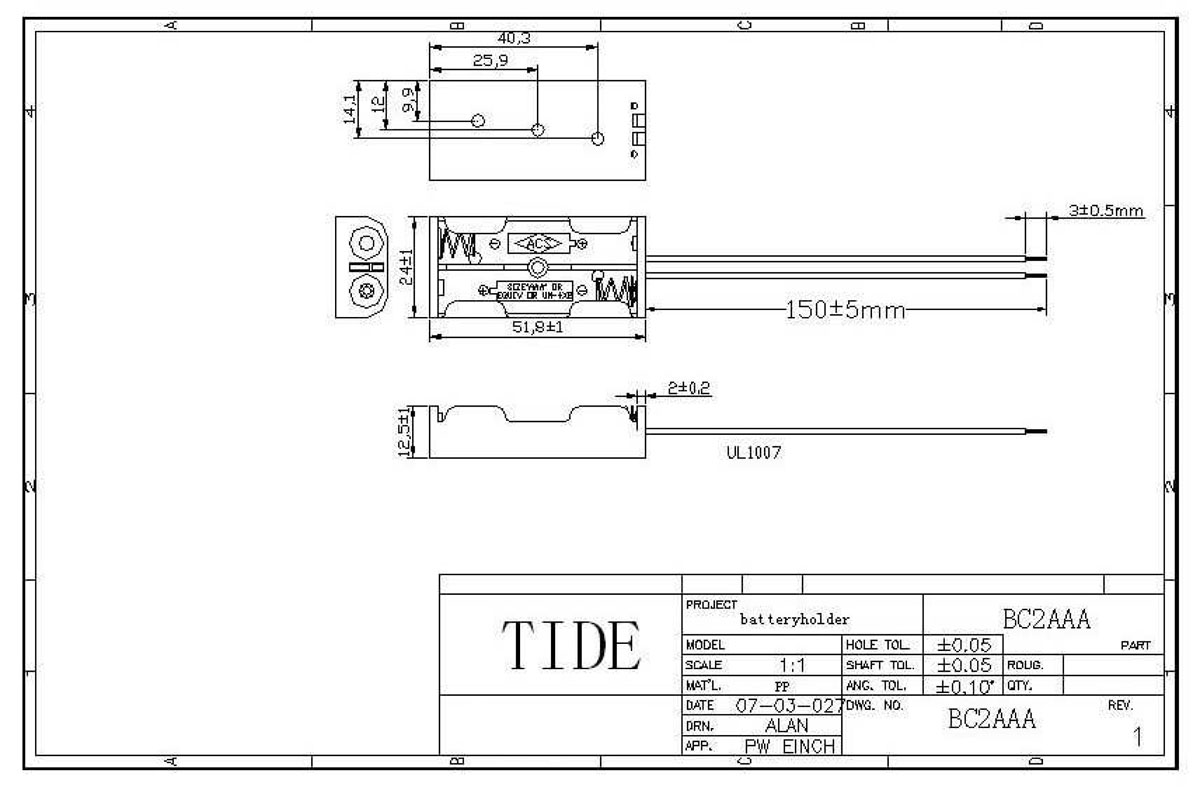 A B C B D
40,3
25,9
14,1
12
9,9
4 4
3±0.5mm
24±1
ACS
SIZE"AAA" OR
EQUIV OR UM-4X2
3 3
150±5mm
51,8±1
2±0,2
12,5±1
UL1007
2 2
TIDE
PROJECT
batteryholder
BC2AAA
PART
MODEL
HOLE TOL. ±0.05
SCALE 1:1
SHAFT TOL. ±0.05 ROUG.
MAT'L. PP
ANG. TOL. ±0,10° QTY.
DATE 07-03-027
DWG. NO. BC2AAA
REV. 1
DRN. ALAN
APP. PW EINCH
1 1
A B C D